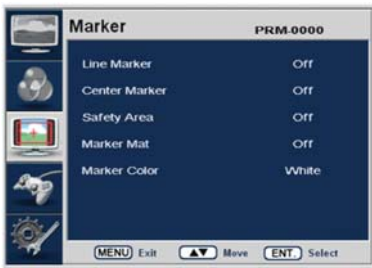 Marker PRM-0000
Line Marker Off
Center Marker Off
Safety Area Off
Marker Mat Off
Marker Color White
MENU Exit ▲▼ Move ENT. Select